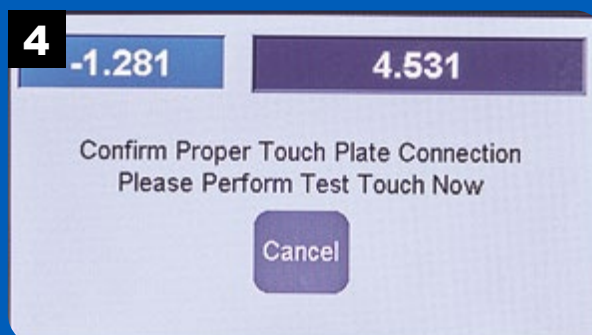 4
-1.281 4.531
Confirm Proper Touch Plate Connection
Please Perform Test Touch Now
Cancel